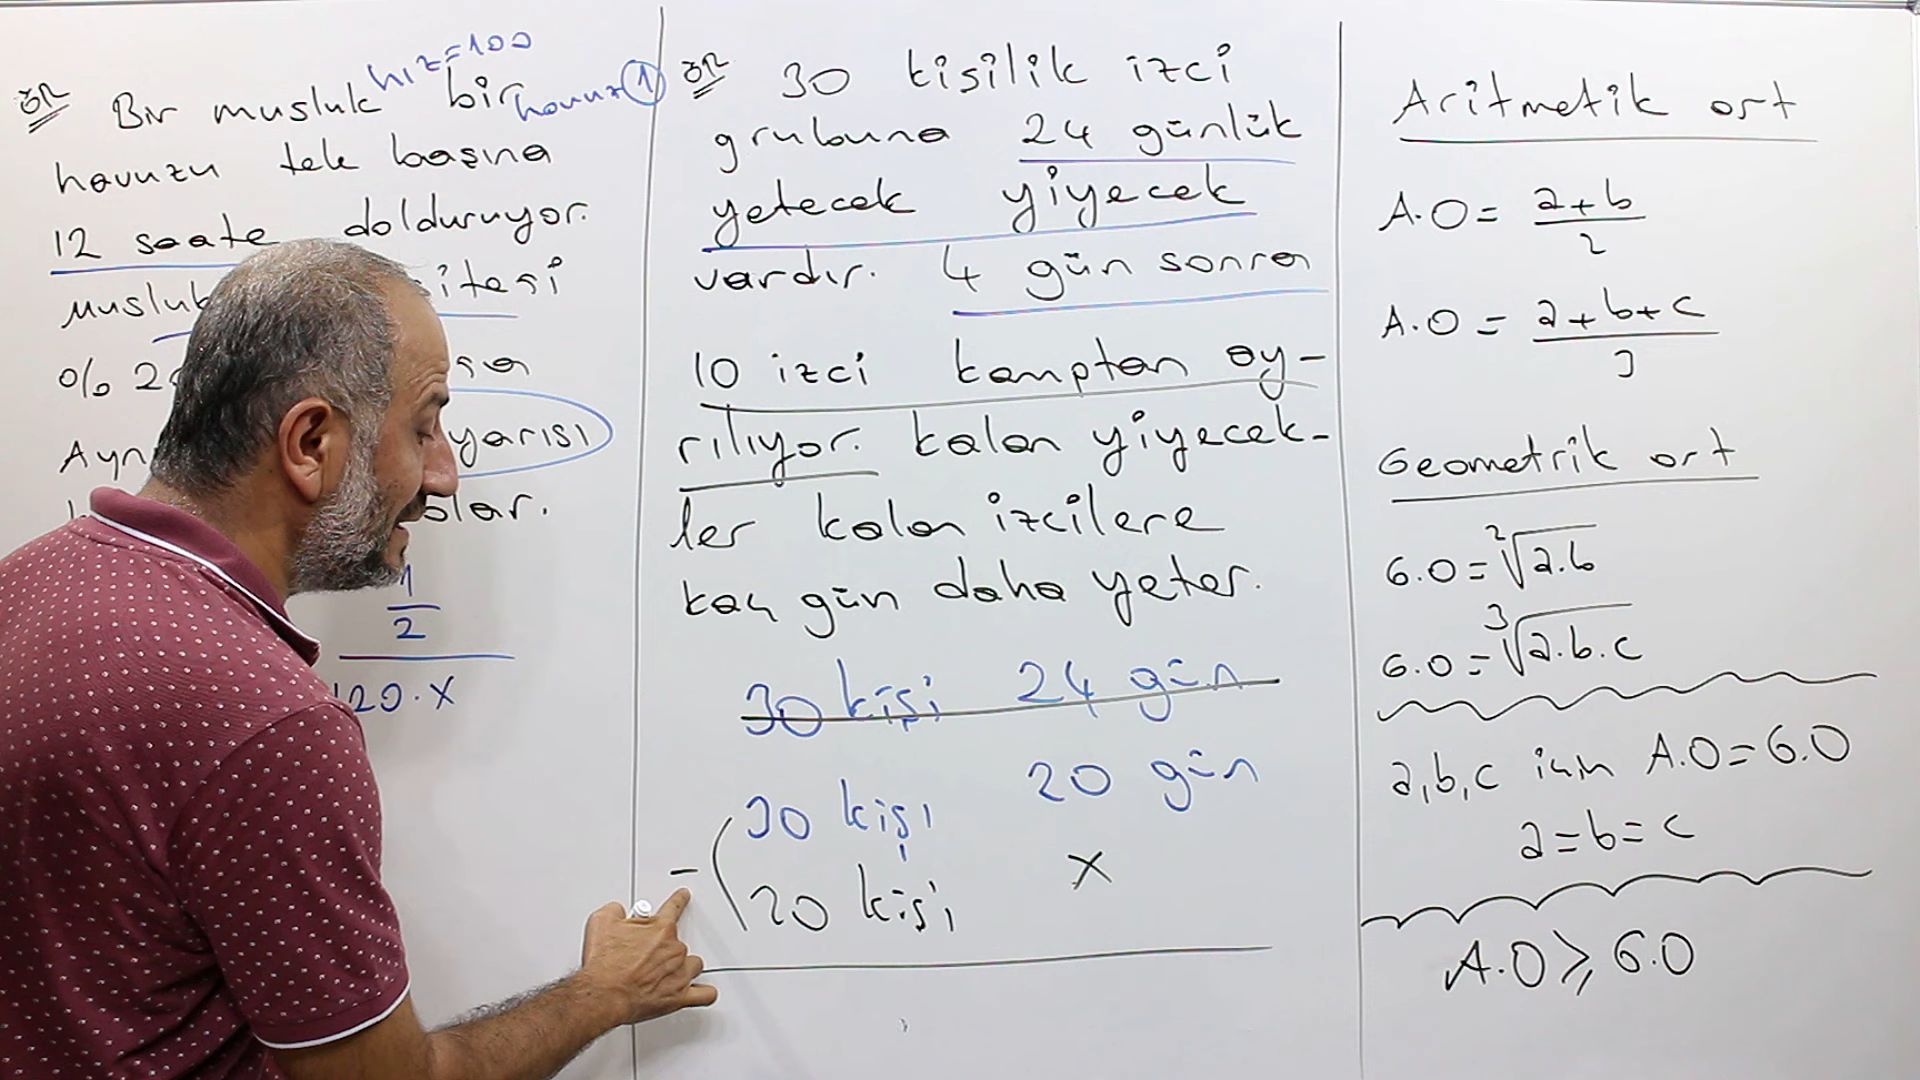 ÖR Bir musluk bir
hız=100
havuz 1
havuzu tek başına
12 saate dolduruyor.
musluk itesi
% 2
Ayn yarısı
olar.
1
2
120.x
ÖR 30 kişilik izci
grubuna 24 günlük
yetecek yiyecek
vardır. 4 gün sonra
10 izci kamptan ay-
rılıyor. kalan yiyecek-
ler kalan izcilere
kaç gün daha yeter.
30 kişi 24 gün
30 kişi 20 gün
- ( 20 kişi x
Aritmetik ort
A.O = a+b
2
A.O = a+b+c
3
Geometrik ort
G.O = ²√a.b
G.O = ³√a.b.c
a,b,c için A.O = G.O
a=b=c
A.O ⩾ G.O